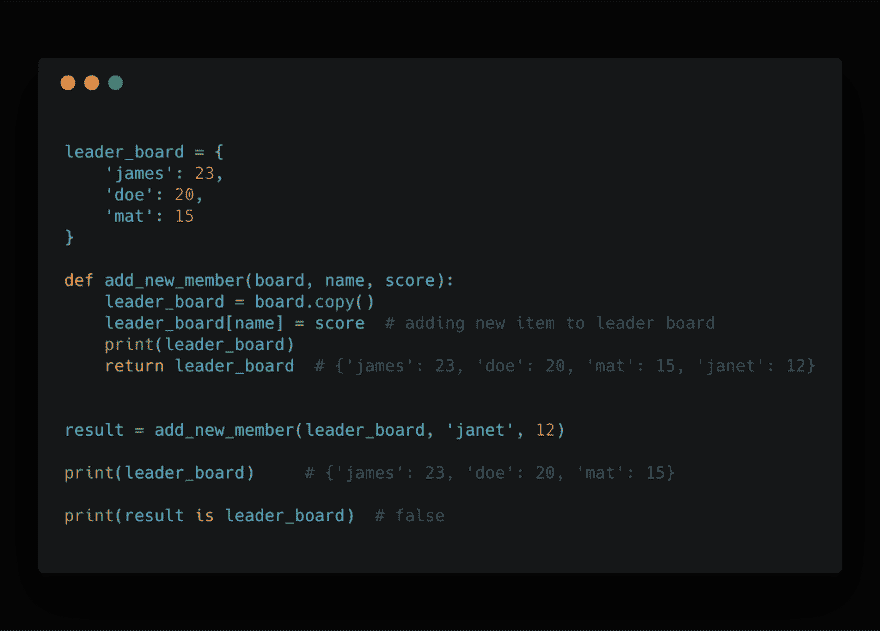 leader_board = {
    'james': 23,
    'doe': 20,
    'mat': 15
}
def add_new_member(board, name, score):
    leader_board = board.copy()
    leader_board[name] = score  # adding new item to leader board
    print(leader_board)
    return leader_board  # {'james': 23, 'doe': 20, 'mat': 15, 'janet': 12}
result = add_new_member(leader_board, 'janet', 12)
print(leader_board)     # {'james': 23, 'doe': 20, 'mat': 15}
print(result is leader_board)  # false